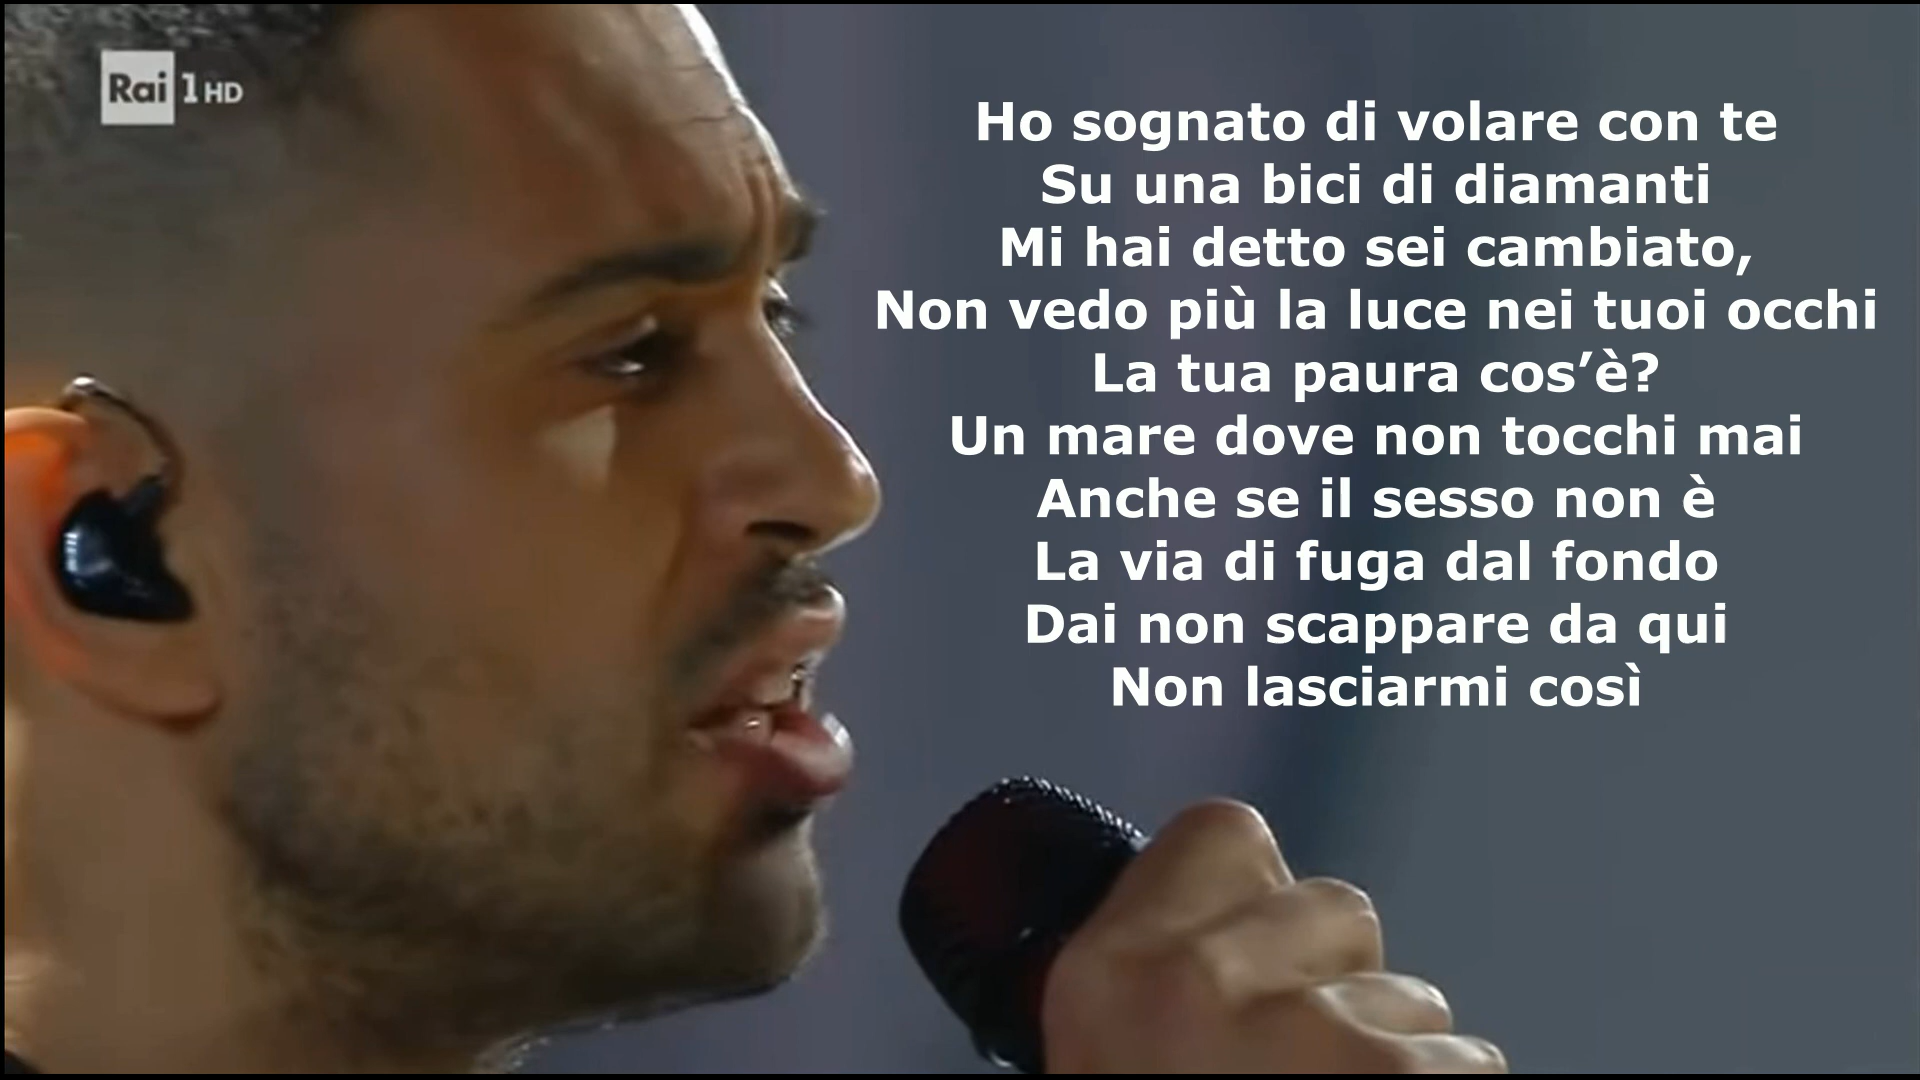 Rai 1 HD
Ho sognato di volare con te
Su una bici di diamanti
Mi hai detto sei cambiato,
Non vedo più la luce nei tuoi occhi
La tua paura cos’è?
Un mare dove non tocchi mai
Anche se il sesso non è
La via di fuga dal fondo
Dai non scappare da qui
Non lasciarmi così